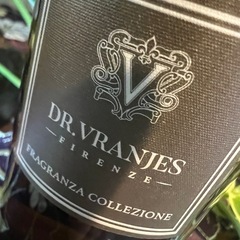 V
DR. VRANJES
FIRENZE
FRAGRANZA COLLEZIONE